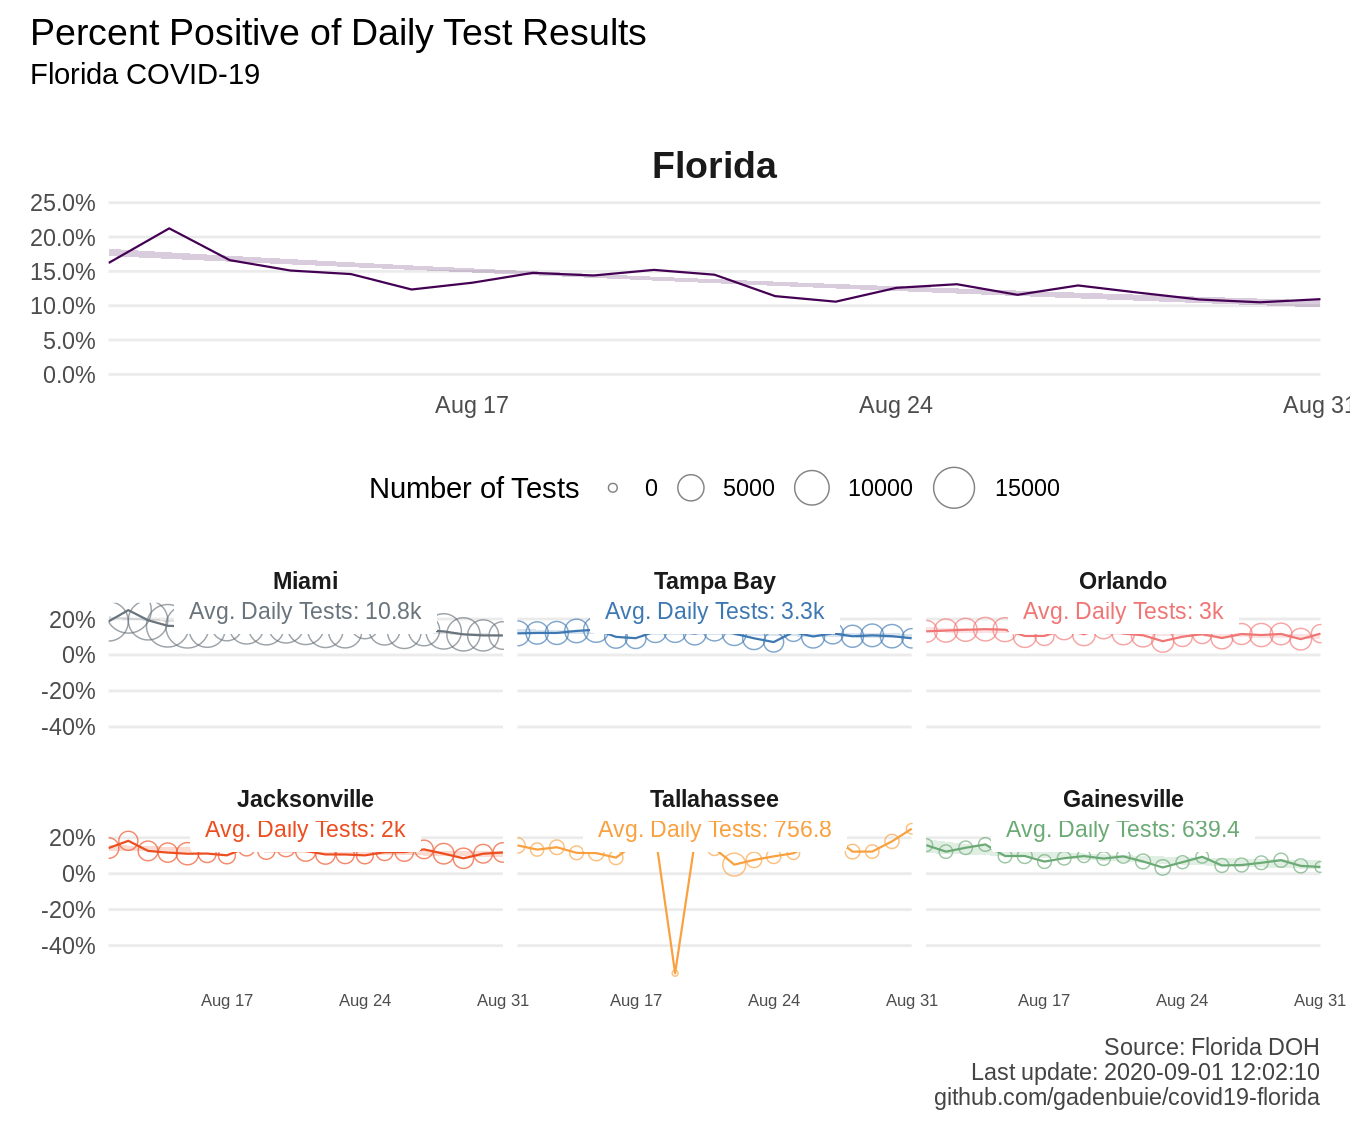 Percent Positive of Daily Test Results
Florida COVID-19
Florida
25.0%
20.0%
15.0%
10.0%
5.0%
0.0%
Aug 17 Aug 24 Aug 31
Number of Tests 0 5000 10000 15000
Miami Tampa Bay Orlando
Avg. Daily Tests: 10.8k Avg. Daily Tests: 3.3k Avg. Daily Tests: 3k
20%
0%
-20%
-40%
Jacksonville Tallahassee Gainesville
Avg. Daily Tests: 2k Avg. Daily Tests: 756.8 Avg. Daily Tests: 639.4
20%
0%
-20%
-40%
Aug 17 Aug 24 Aug 31 Aug 17 Aug 24 Aug 31 Aug 17 Aug 24 Aug 31
Source: Florida DOH
Last update: 2020-09-01 12:02:10
github.com/gadenbuie/covid19-florida